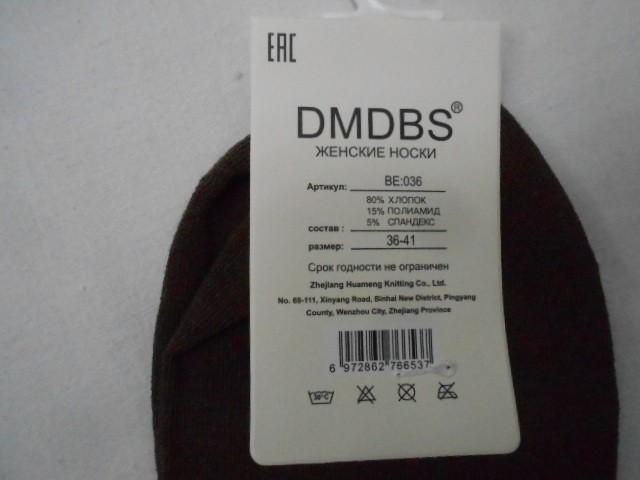 EAC
DMDBS®
ЖЕНСКИЕ НОСКИ
Артикул: BE:036
80% ХЛОПОК
15% ПОЛИАМИД
состав : 5% СПАНДЕКС
размер: 36-41
Срок годности не ограничен
Zhejiang Huameng Knitting Co., Ltd.
No. 65-111, Xinyang Road, Binhai New District, Pingyang
County, Wenzhou City, Zhejiang Province
6 972862 766537
30°C